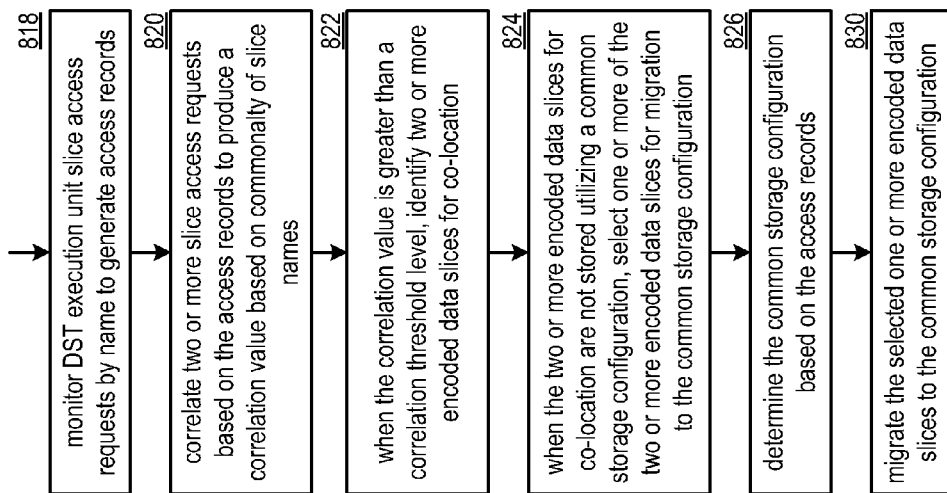 818
monitor DST execution unit slice access
requests by name to generate access records
820
correlate two or more slice access requests
based on the access records to produce a
correlation value based on commonality of slice
names
822
when the correlation value is greater than a
correlation threshold level, identify two or more
encoded data slices for co-location
824
when the two or more encoded data slices for
co-location are not stored utilizing a common
storage configuration, select one or more of the
two or more encoded data slices for migration
to the common storage configuration
826
determine the common storage configuration
based on the access records
830
migrate the selected one or more encoded data
slices to the common storage configuration